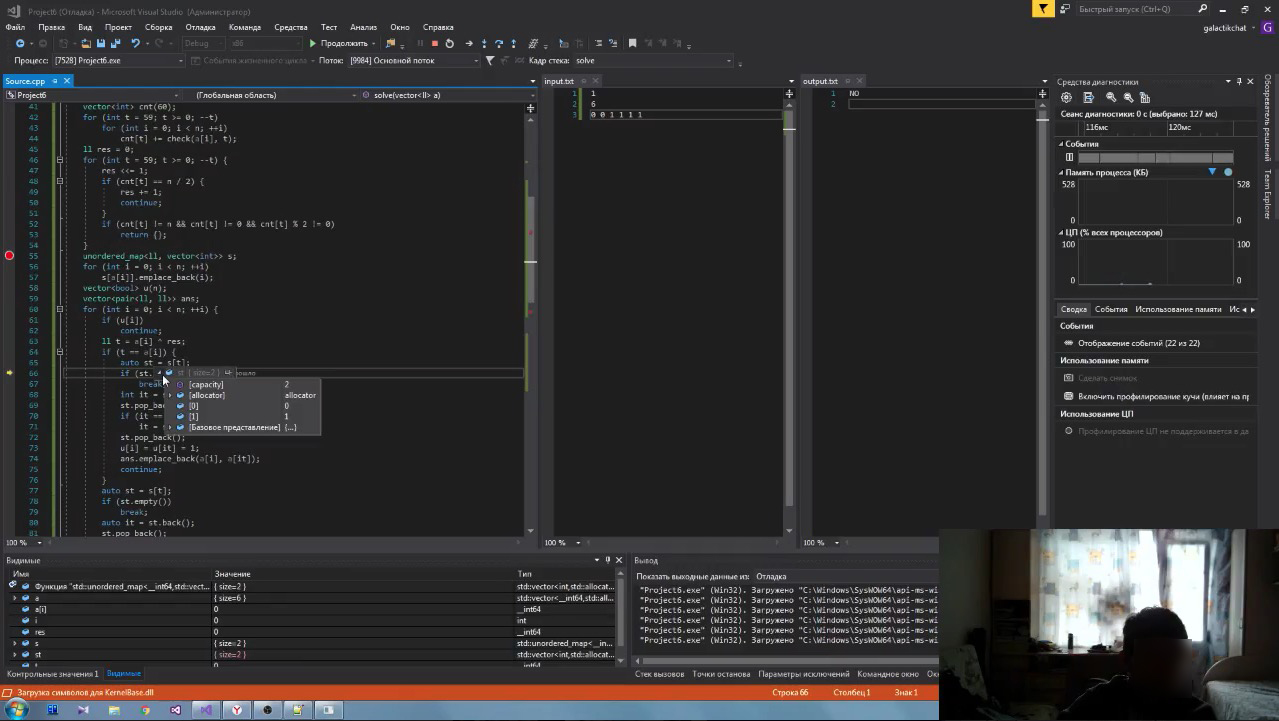 Project6 (Отладка) - Microsoft Visual Studio (Администратор)
Быстрый запуск (Ctrl+Q)
Файл Правка Вид Проект Сборка Отладка Команда Средства Тест Анализ Окно Справка
galactikchat G
Debug x86 Продолжить
Процесс: [7528] Project6.exe События жизненного цикла Поток: [9984] Основной поток Кадр стека: solve
Source.cpp
Project6 (Глобальная область) solve(vector<ll> a)
41 vector<int> cnt(60);
42 for (int t = 59; t >= 0; --t)
43 for (int i = 0; i < n; ++i)
44 cnt[t] += check(a[i], t);
45 ll res = 0;
46 for (int t = 59; t >= 0; --t) {
47 res <<= 1;
48 if (cnt[t] == n / 2) {
49 res += 1;
50 continue;
51 }
52 if (cnt[t] != n && cnt[t] != 0 && cnt[t] % 2 != 0)
53 return {};
54 }
55 unordered_map<ll, vector<int>> s;
56 for (int i = 0; i < n; ++i)
57 s[a[i]].emplace_back(i);
58 vector<bool> u(n);
59 vector<pair<ll, ll>> ans;
60 for (int i = 0; i < n; ++i) {
61 if (u[i])
62 continue;
63 ll t = a[i] ^ res;
64 if (t == a[i]) {
65 auto st = s[t];
66 if (st.
st { size=2 }
67 break
[capacity] 2
68 int it =
[allocator] allocator
69 st.pop_ba
[0] 0
70 if (it ==
[1] 1
71 it =
[Базовое представление] {...}
72 st.pop_back();
73 u[i] = u[it] = 1;
74 ans.emplace_back(a[i], a[it]);
75 continue;
76 }
77 auto st = s[t];
78 if (st.empty())
79 break;
80 auto it = st.back();
81 st.pop_back();
100 %
input.txt
1 1
2 6
3 0 0 1 1 1 1
100 %
output.txt
1 NO
2
100 %
Средства диагностики
Сеанс диагностики: 0 с (выбрано: 127 мс)
116мс 120мс
События
Память процесса (КБ)
528 528
0 0
ЦП (% всех процессоров)
100 100
0 0
Сводка События Использование памяти Ис
События
Отображение событий (22 из 22)
Использование памяти
Сделать снимок
Включить профилирование кучи (влияет на пр
Использование ЦП
Профилирование ЦП не поддерживается в да
Обозреватель решений
Team Explorer
Видимые
Имя Значение Тип
Функция "std::unordered_map<__int64,std::vect... { size=2 } std::vector<int,std::allocat...
a { size=6 } std::vector<__int64,std::all...
a[i] 0 __int64
i 0 int
res 0 __int64
s { size=2 } std::unordered_map<__in...
st { size=2 } std::vector<int,std::allocat...
Контрольные значения 1 Видимые
Вывод
Показать выходные данные из: Отладка
"Project6.exe" (Win32). Загружено "C:\Windows\SysWOW64\api-ms-wi
"Project6.exe" (Win32). Загружено "C:\Windows\SysWOW64\api-ms-wi
"Project6.exe" (Win32). Загружено "C:\Windows\SysWOW64\api-ms-wi
"Project6.exe" (Win32). Загружено "C:\Windows\SysWOW64\api-ms-wi
"Project6.exe" (Win32). Загружено "C:\Windows\SysWOW64\api-ms-wi
Стек вызовов Точки останова Параметры исключений Командное окно
Загрузка символов для KernelBase.dll Строка 66 Столбец 1 Знак 1